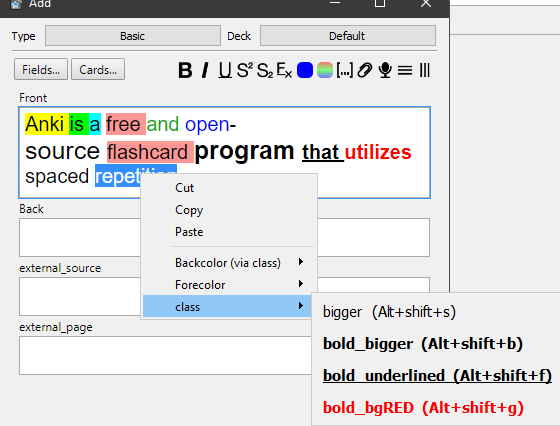 Add
Type Basic Deck Default
Fields... Cards... B I U S² S₂ Eₓ [...]
Front
Anki is a free and open-
source flashcard program that utilizes
spaced repetition
Back
external_source
external_page
Cut
Copy
Paste
Backcolor (via class)
Forecolor
class
bigger (Alt+shift+s)
bold_bigger (Alt+shift+b)
bold_underlined (Alt+shift+f)
bold_bgRED (Alt+shift+g)